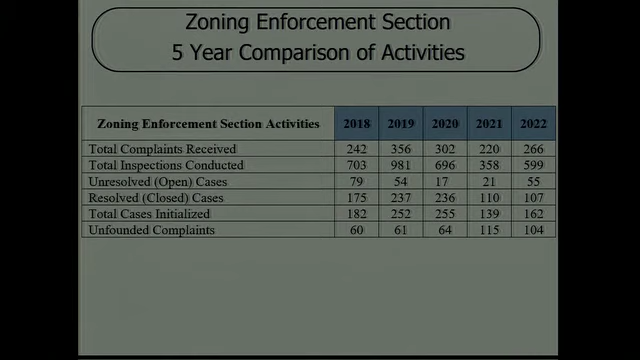 Zoning Enforcement Section
5 Year Comparison of Activities
Zoning Enforcement Section Activities 2018 2019 2020 2021 2022
Total Complaints Received 242 356 302 220 266
Total Inspections Conducted 703 981 696 358 599
Unresolved (Open) Cases 79 54 17 21 55
Resolved (Closed) Cases 175 237 236 110 107
Total Cases Initialized 182 252 255 139 162
Unfounded Complaints 60 61 64 115 104